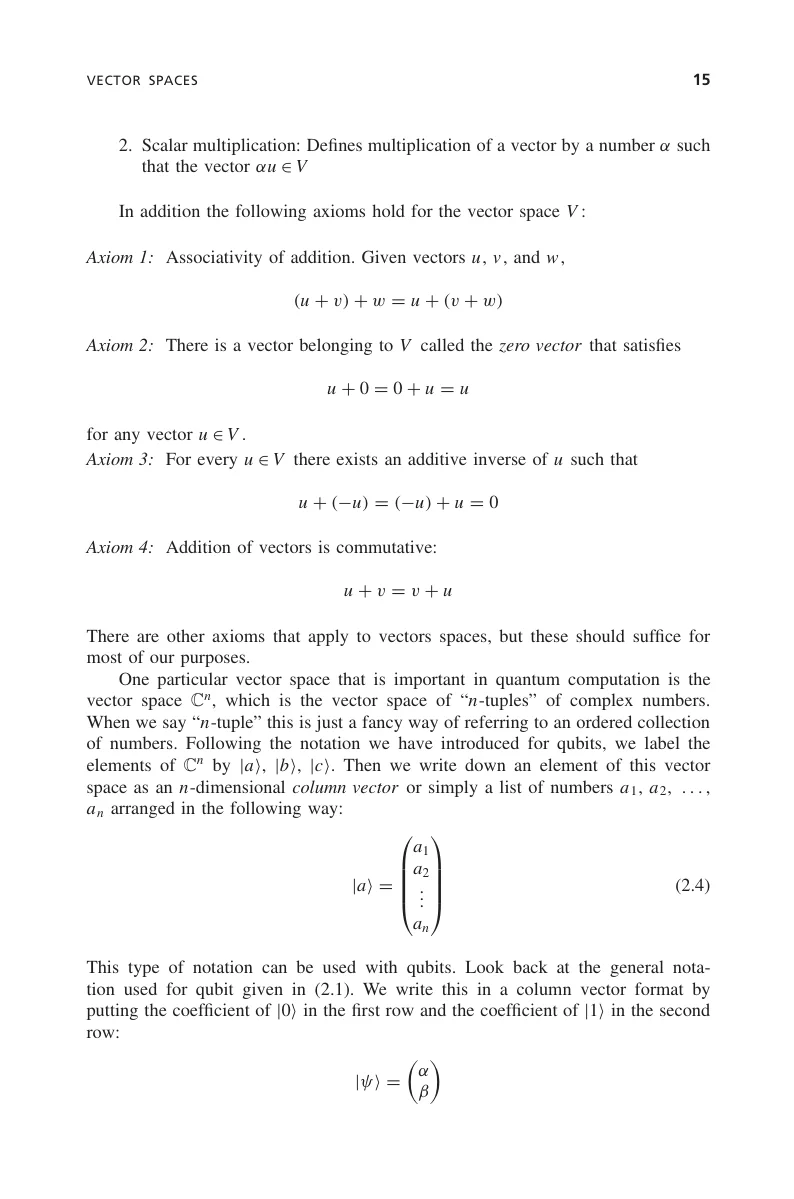 VECTOR SPACES 15
2. Scalar multiplication: Defines multiplication of a vector by a number α such
that the vector αu ∈ V
In addition the following axioms hold for the vector space V:
Axiom 1: Associativity of addition. Given vectors u, v, and w,
(u + v) + w = u + (v + w)
Axiom 2: There is a vector belonging to V called the zero vector that satisfies
u + 0 = 0 + u = u
for any vector u ∈ V.
Axiom 3: For every u ∈ V there exists an additive inverse of u such that
u + (−u) = (−u) + u = 0
Axiom 4: Addition of vectors is commutative:
u + v = v + u
There are other axioms that apply to vectors spaces, but these should suffice for
most of our purposes.
One particular vector space that is important in quantum computation is the
vector space ℂⁿ, which is the vector space of “n-tuples” of complex numbers.
When we say “n-tuple” this is just a fancy way of referring to an ordered collection
of numbers. Following the notation we have introduced for qubits, we label the
elements of ℂⁿ by |a⟩, |b⟩, |c⟩. Then we write down an element of this vector
space as an n-dimensional column vector or simply a list of numbers a₁, a₂, ...,
aₙ arranged in the following way:
|a⟩ = (a₁ a₂ ⋮ aₙ) (2.4)
This type of notation can be used with qubits. Look back at the general nota-
tion used for qubit given in (2.1). We write this in a column vector format by
putting the coefficient of |0⟩ in the first row and the coefficient of |1⟩ in the second
row:
|ψ⟩ = (α β)